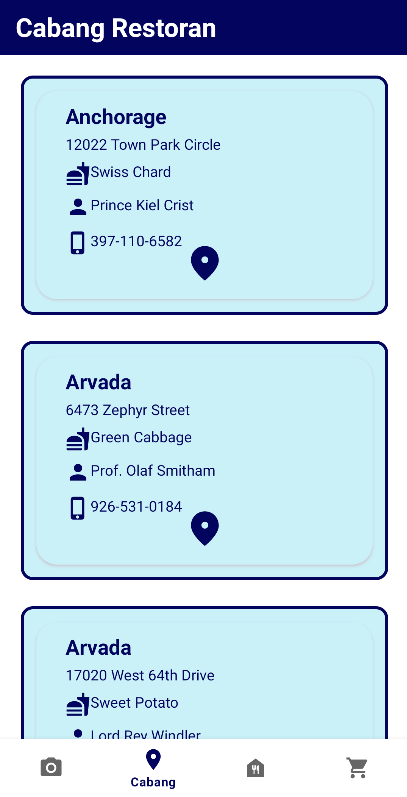 Cabang Restoran
Anchorage
12022 Town Park Circle
Swiss Chard
Prince Kiel Crist
397-110-6582
Arvada
6473 Zephyr Street
Green Cabbage
Prof. Olaf Smitham
926-531-0184
Arvada
17020 West 64th Drive
Sweet Potato
Lord Rey Windler
Cabang